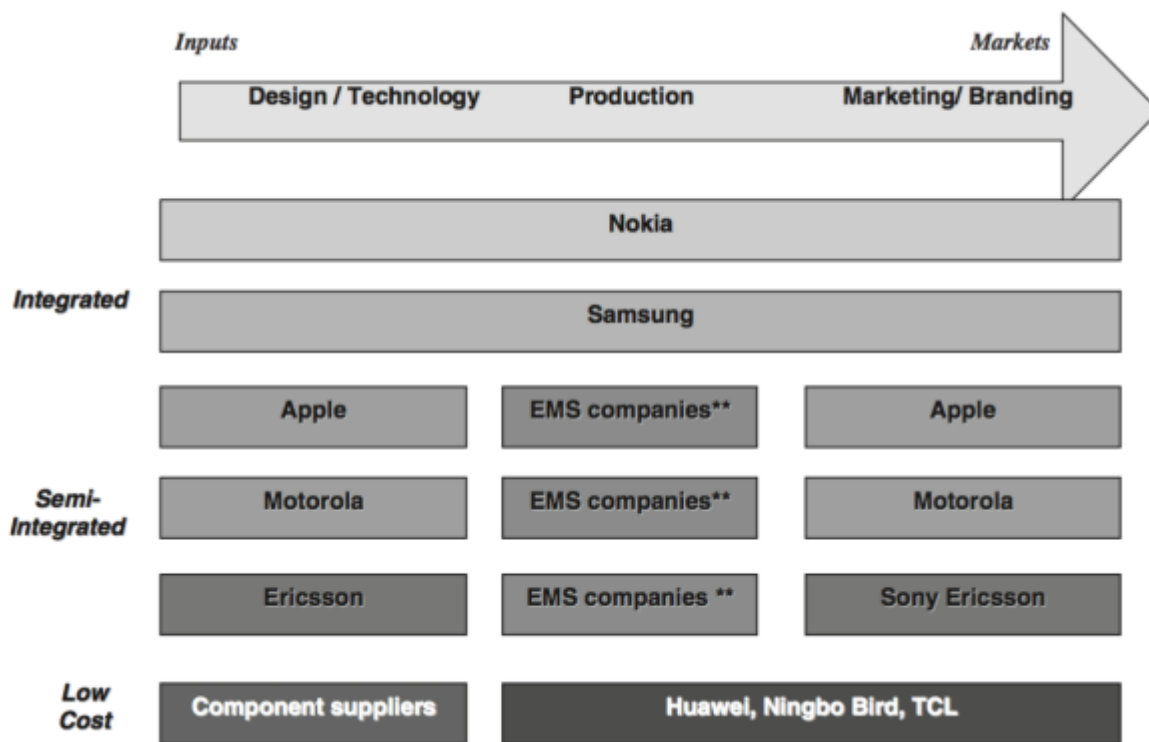 Inputs
Markets
Design / Technology
Production
Marketing/ Branding
Nokia
Integrated
Samsung
Apple
EMS companies**
Apple
Semi-
Integrated
Motorola
EMS companies**
Motorola
Ericsson
EMS companies **
Sony Ericsson
Low
Cost
Component suppliers
Huawei, Ningbo Bird, TCL